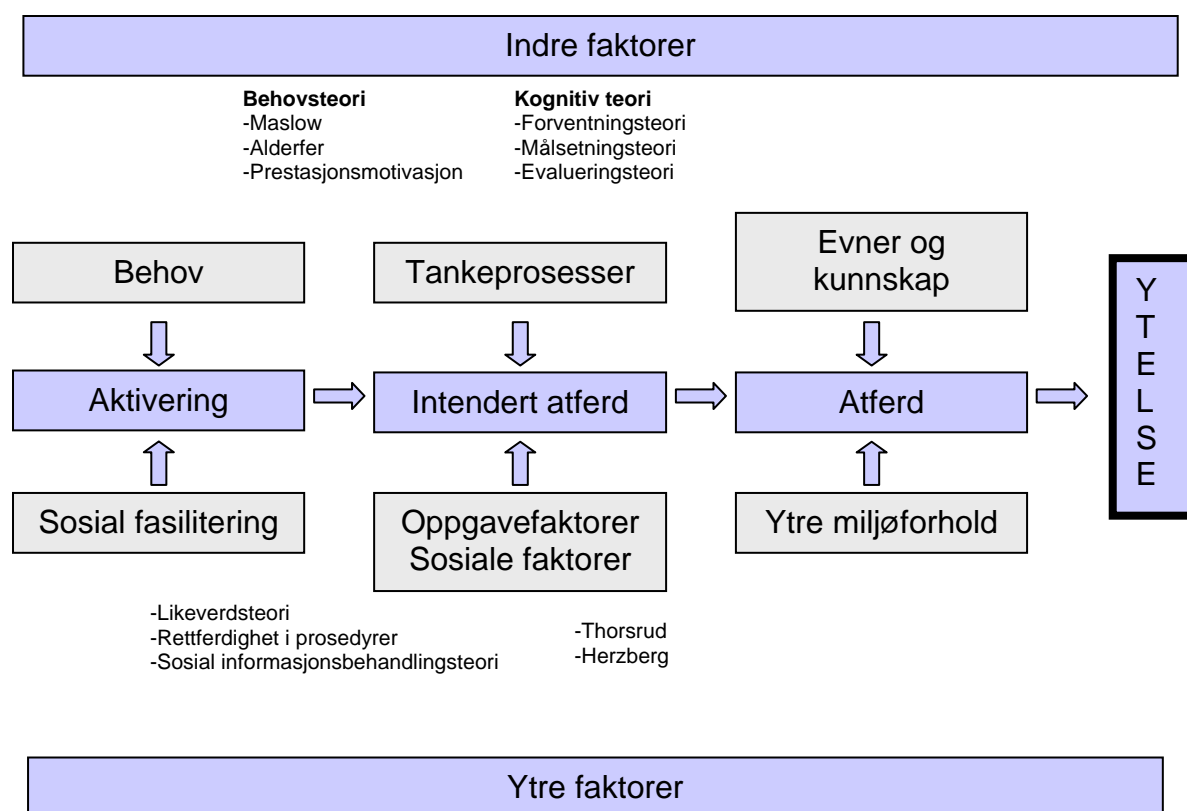 Indre faktorer
Behovsteori
-Maslow
-Alderfer
-Prestasjonsmotivasjon
Kognitiv teori
-Forventningsteori
-Målsetningsteori
-Evalueringsteori
Behov
Tankeprosesser
Evner og
kunnskap
Aktivering
Intendert atferd
Atferd
Y
T
E
L
S
E
Sosial fasilitering
Oppgavefaktorer
Sosiale faktorer
Ytre miljøforhold
-Likeverdsteori
-Rettferdighet i prosedyrer
-Sosial informasjonsbehandlingsteori
-Thorsrud
-Herzberg
Ytre faktorer